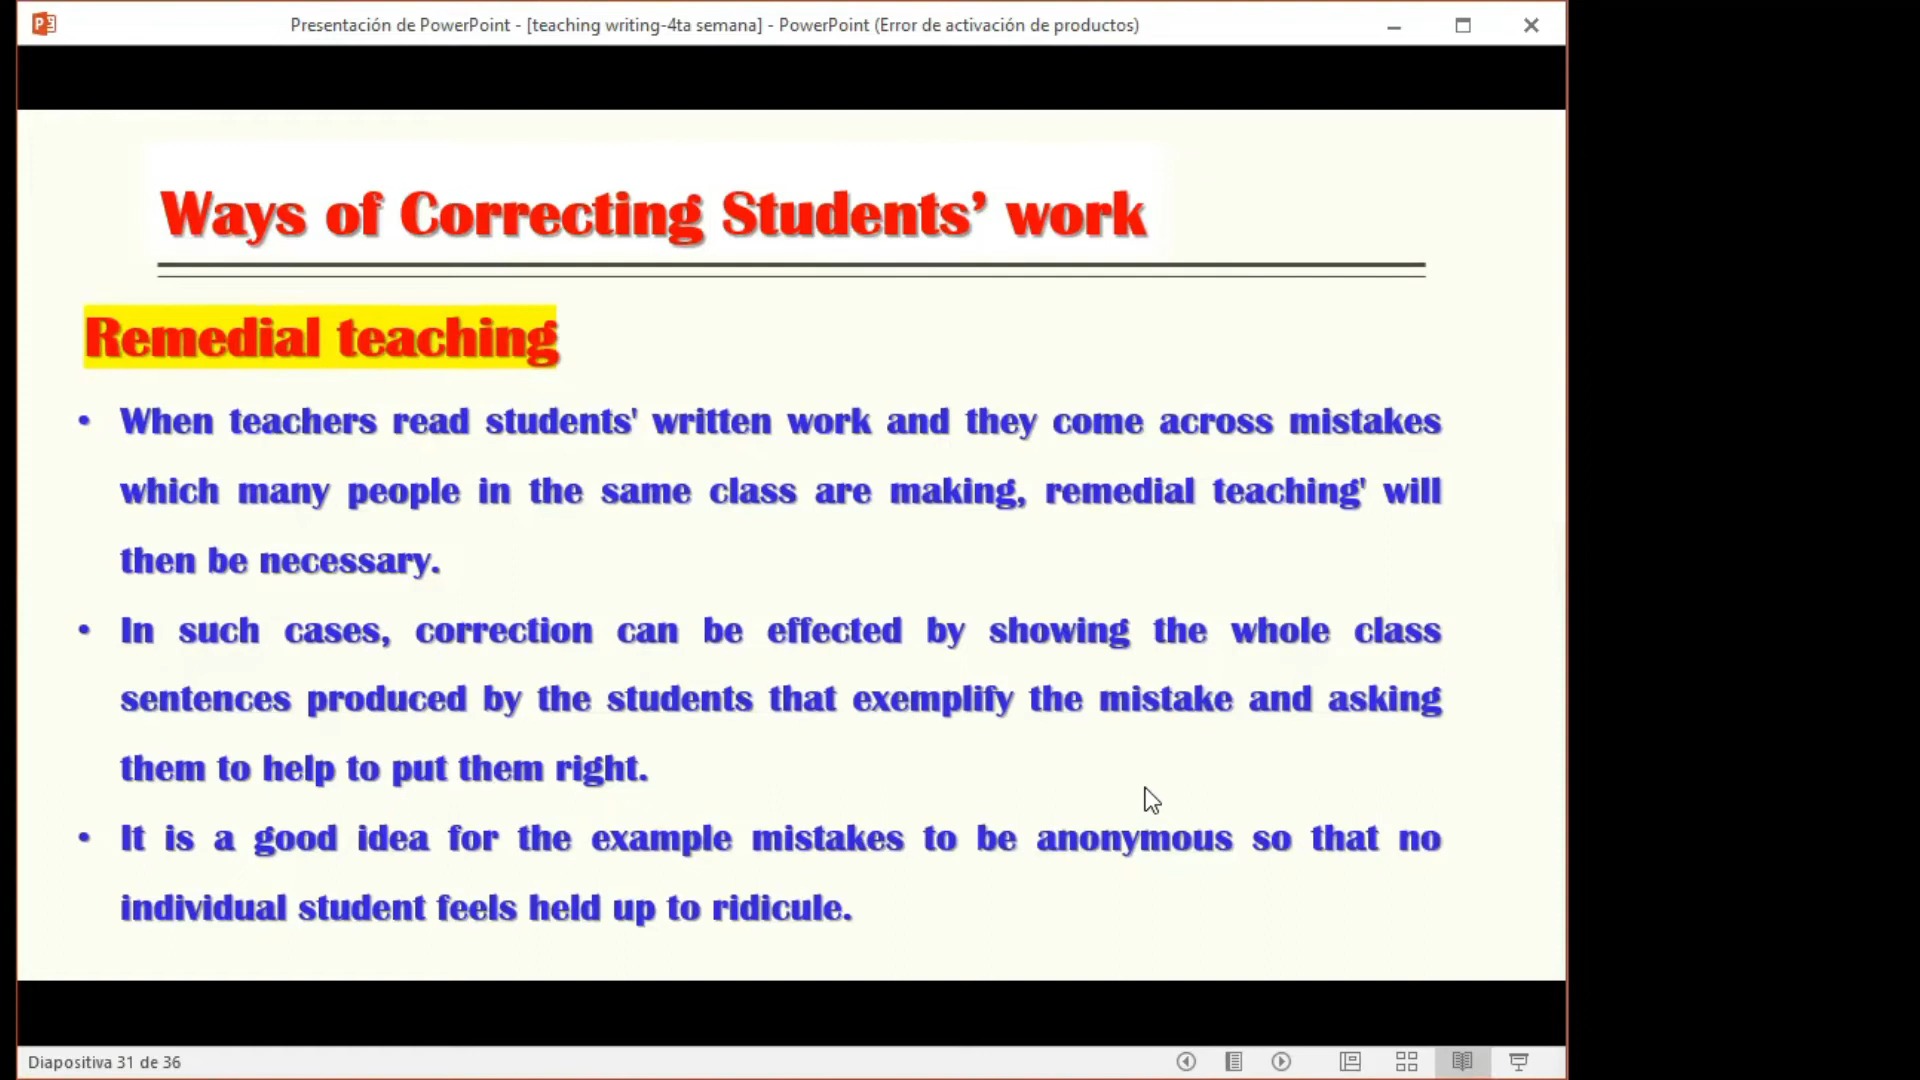 Presentación de PowerPoint - [teaching writing-4ta semana] - PowerPoint (Error de activación de productos)
Ways of Correcting Students’ work
Remedial teaching
• When teachers read students' written work and they come across mistakes
which many people in the same class are making, remedial teaching' will
then be necessary.
• In such cases, correction can be effected by showing the whole class
sentences produced by the students that exemplify the mistake and asking
them to help to put them right.
• It is a good idea for the example mistakes to be anonymous so that no
individual student feels held up to ridicule.
Diapositiva 31 de 36